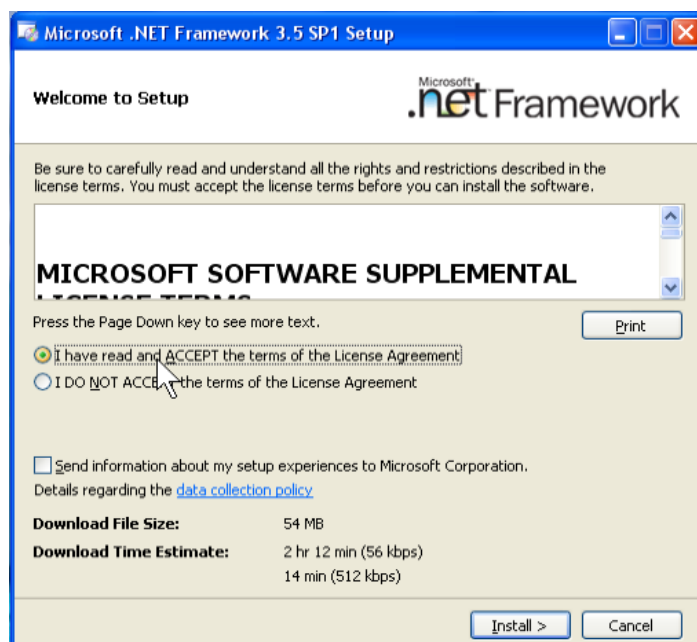 Microsoft .NET Framework 3.5 SP1 Setup
Welcome to Setup
Microsoft
.net Framework
Be sure to carefully read and understand all the rights and restrictions described in the
license terms. You must accept the license terms before you can install the software.
MICROSOFT SOFTWARE SUPPLEMENTAL
LICENSE TERMS
Press the Page Down key to see more text.
Print
I have read and ACCEPT the terms of the License Agreement
I DO NOT ACCEPT the terms of the License Agreement
Send information about my setup experiences to Microsoft Corporation.
Details regarding the data collection policy
Download File Size: 54 MB
Download Time Estimate: 2 hr 12 min (56 kbps)
14 min (512 kbps)
Install >
Cancel